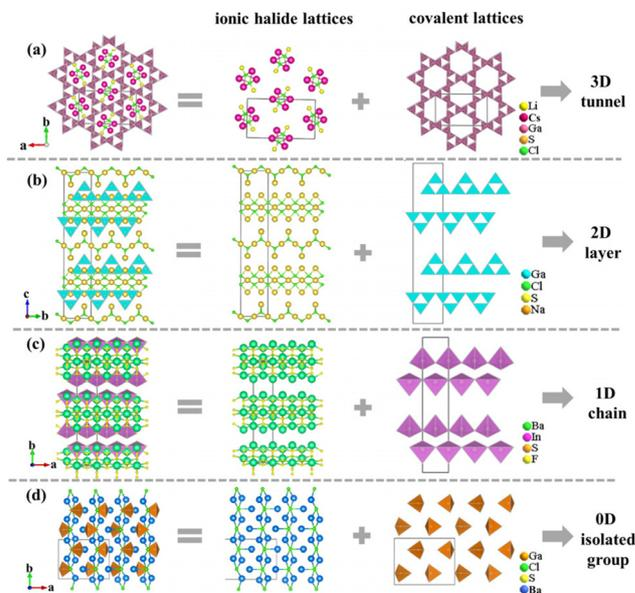 ionic halide lattices covalent lattices
(a)
b
a
=
+
Li
Cs
Ga
S
Cl
3D
tunnel
(b)
c
b
=
+
Ga
Cl
S
Na
2D
layer
(c)
b
a
=
+
Ba
In
S
F
1D
chain
(d)
b
a
=
+
Ga
Cl
S
Ba
0D
isolated
group